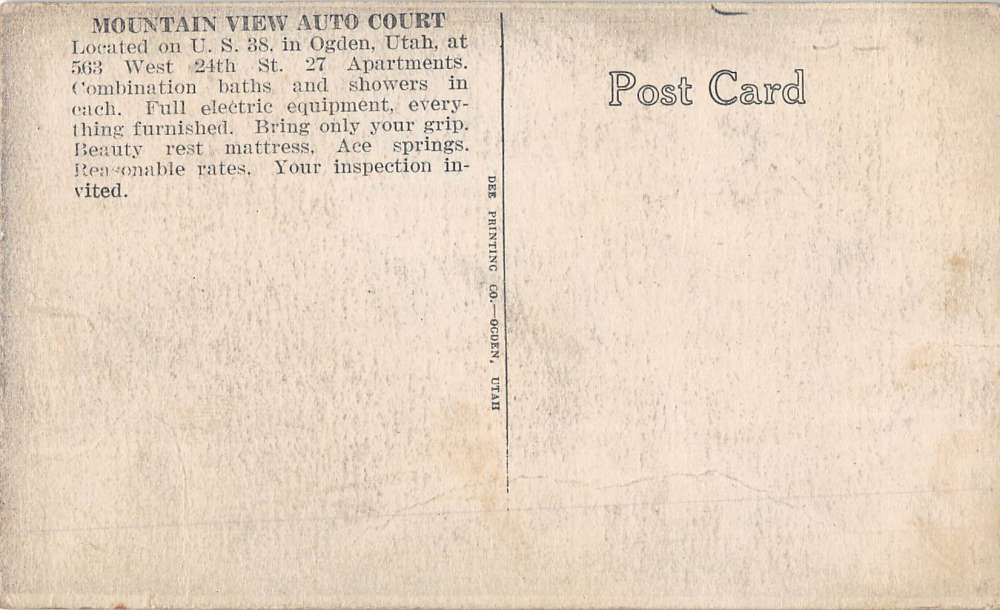 MOUNTAIN VIEW AUTO COURT
Located on U. S. 38. in Ogden, Utah, at
563 West 24th St. 27 Apartments.
Combination baths and showers in
each. Full electric equipment, every-
thing furnished. Bring only your grip.
Beauty rest mattress, Ace springs.
Reasonable rates. Your inspection in-
vited.
DEE PRINTING CO.—OGDEN, UTAH
Post Card